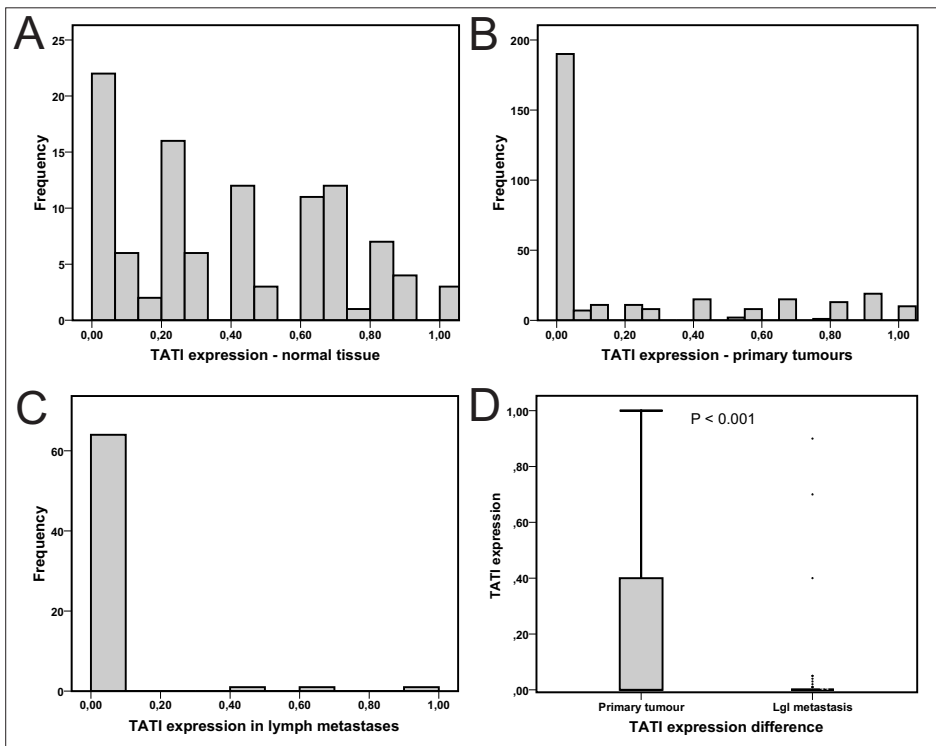 A
25
20
15
10
5
0
Frequency
0,00 0,20 0,40 0,60 0,80 1,00
TATI expression - normal tissue
B
200
150
100
50
0
Frequency
0,00 0,20 0,40 0,60 0,80 1,00
TATI expression - primary tumours
C
60
40
20
0
Frequency
0,00 0,20 0,40 0,60 0,80 1,00
TATI expression in lymph metastases
D
P < 0.001
1,00
,80
,60
,40
,20
,00
TATI expression
Primary tumour Lgl metastasis
TATI expression difference